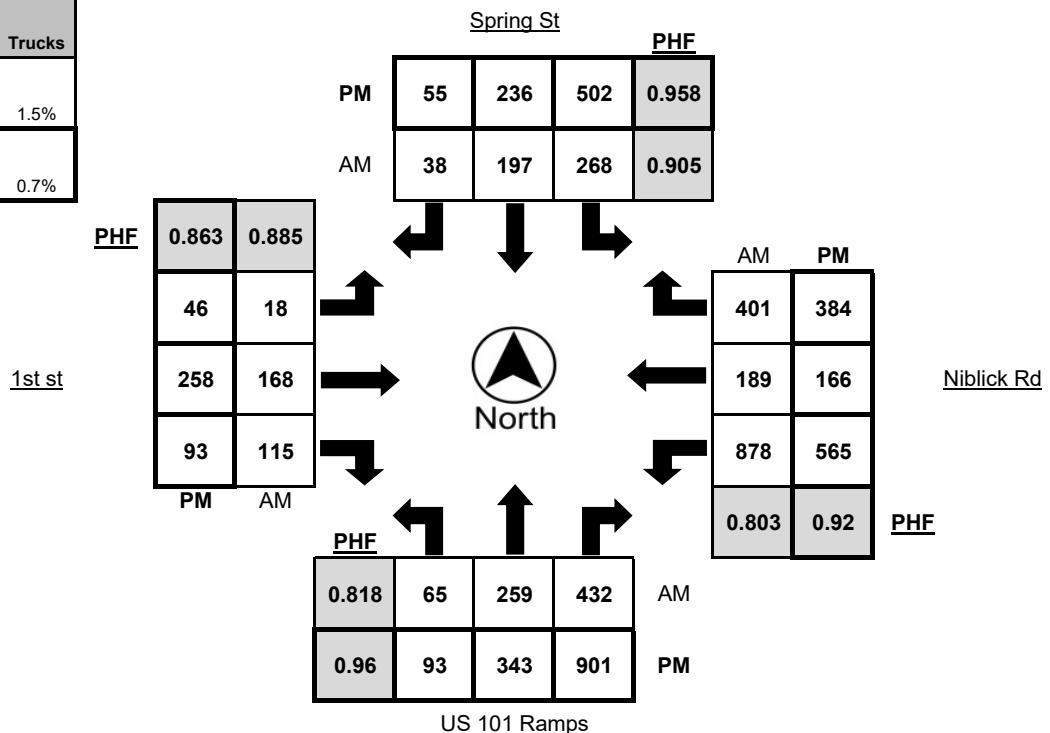 Trucks
1.5%
0.7%
Spring St
PHF
PM 55 236 502 0.958
AM 38 197 268 0.905
PHF 0.863 0.885
46 18
258 168
93 115
PM AM
1st st
North
AM PM
401 384
189 166
878 565
0.803 0.92 PHF
Niblick Rd
PHF
0.818 65 259 432 AM
0.96 93 343 901 PM
US 101 Ramps